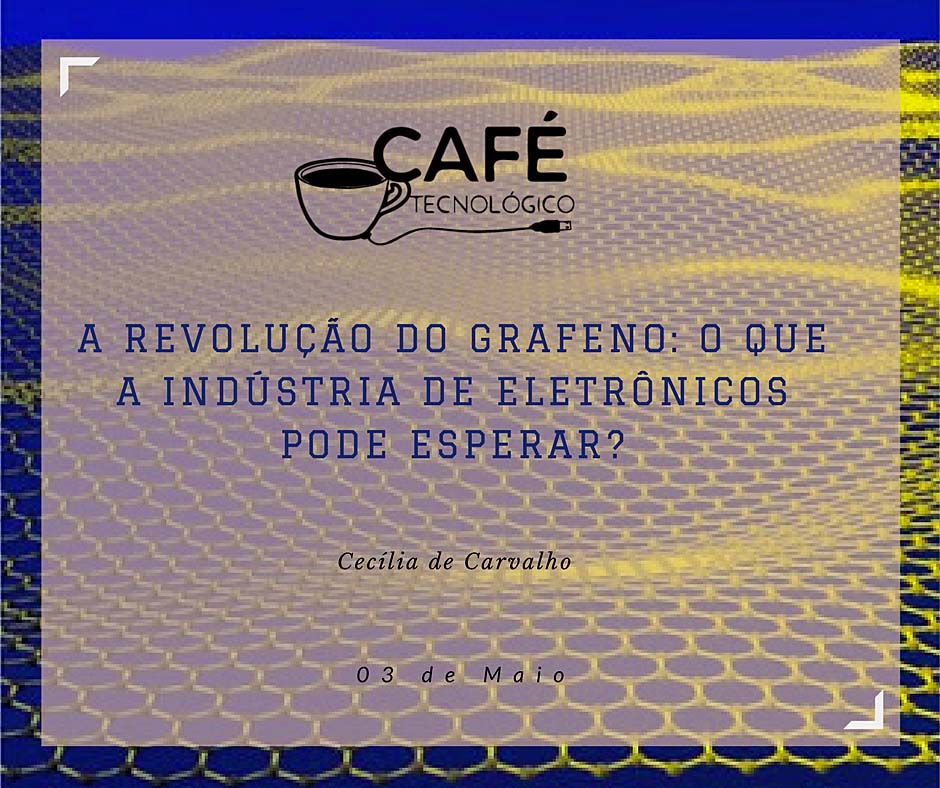 CAFÉ
TECNOLÓGICO
A REVOLUÇÃO DO GRAFENO: O QUE
A INDÚSTRIA DE ELETRÔNICOS
PODE ESPERAR?
Cecília de Carvalho
03 de Maio